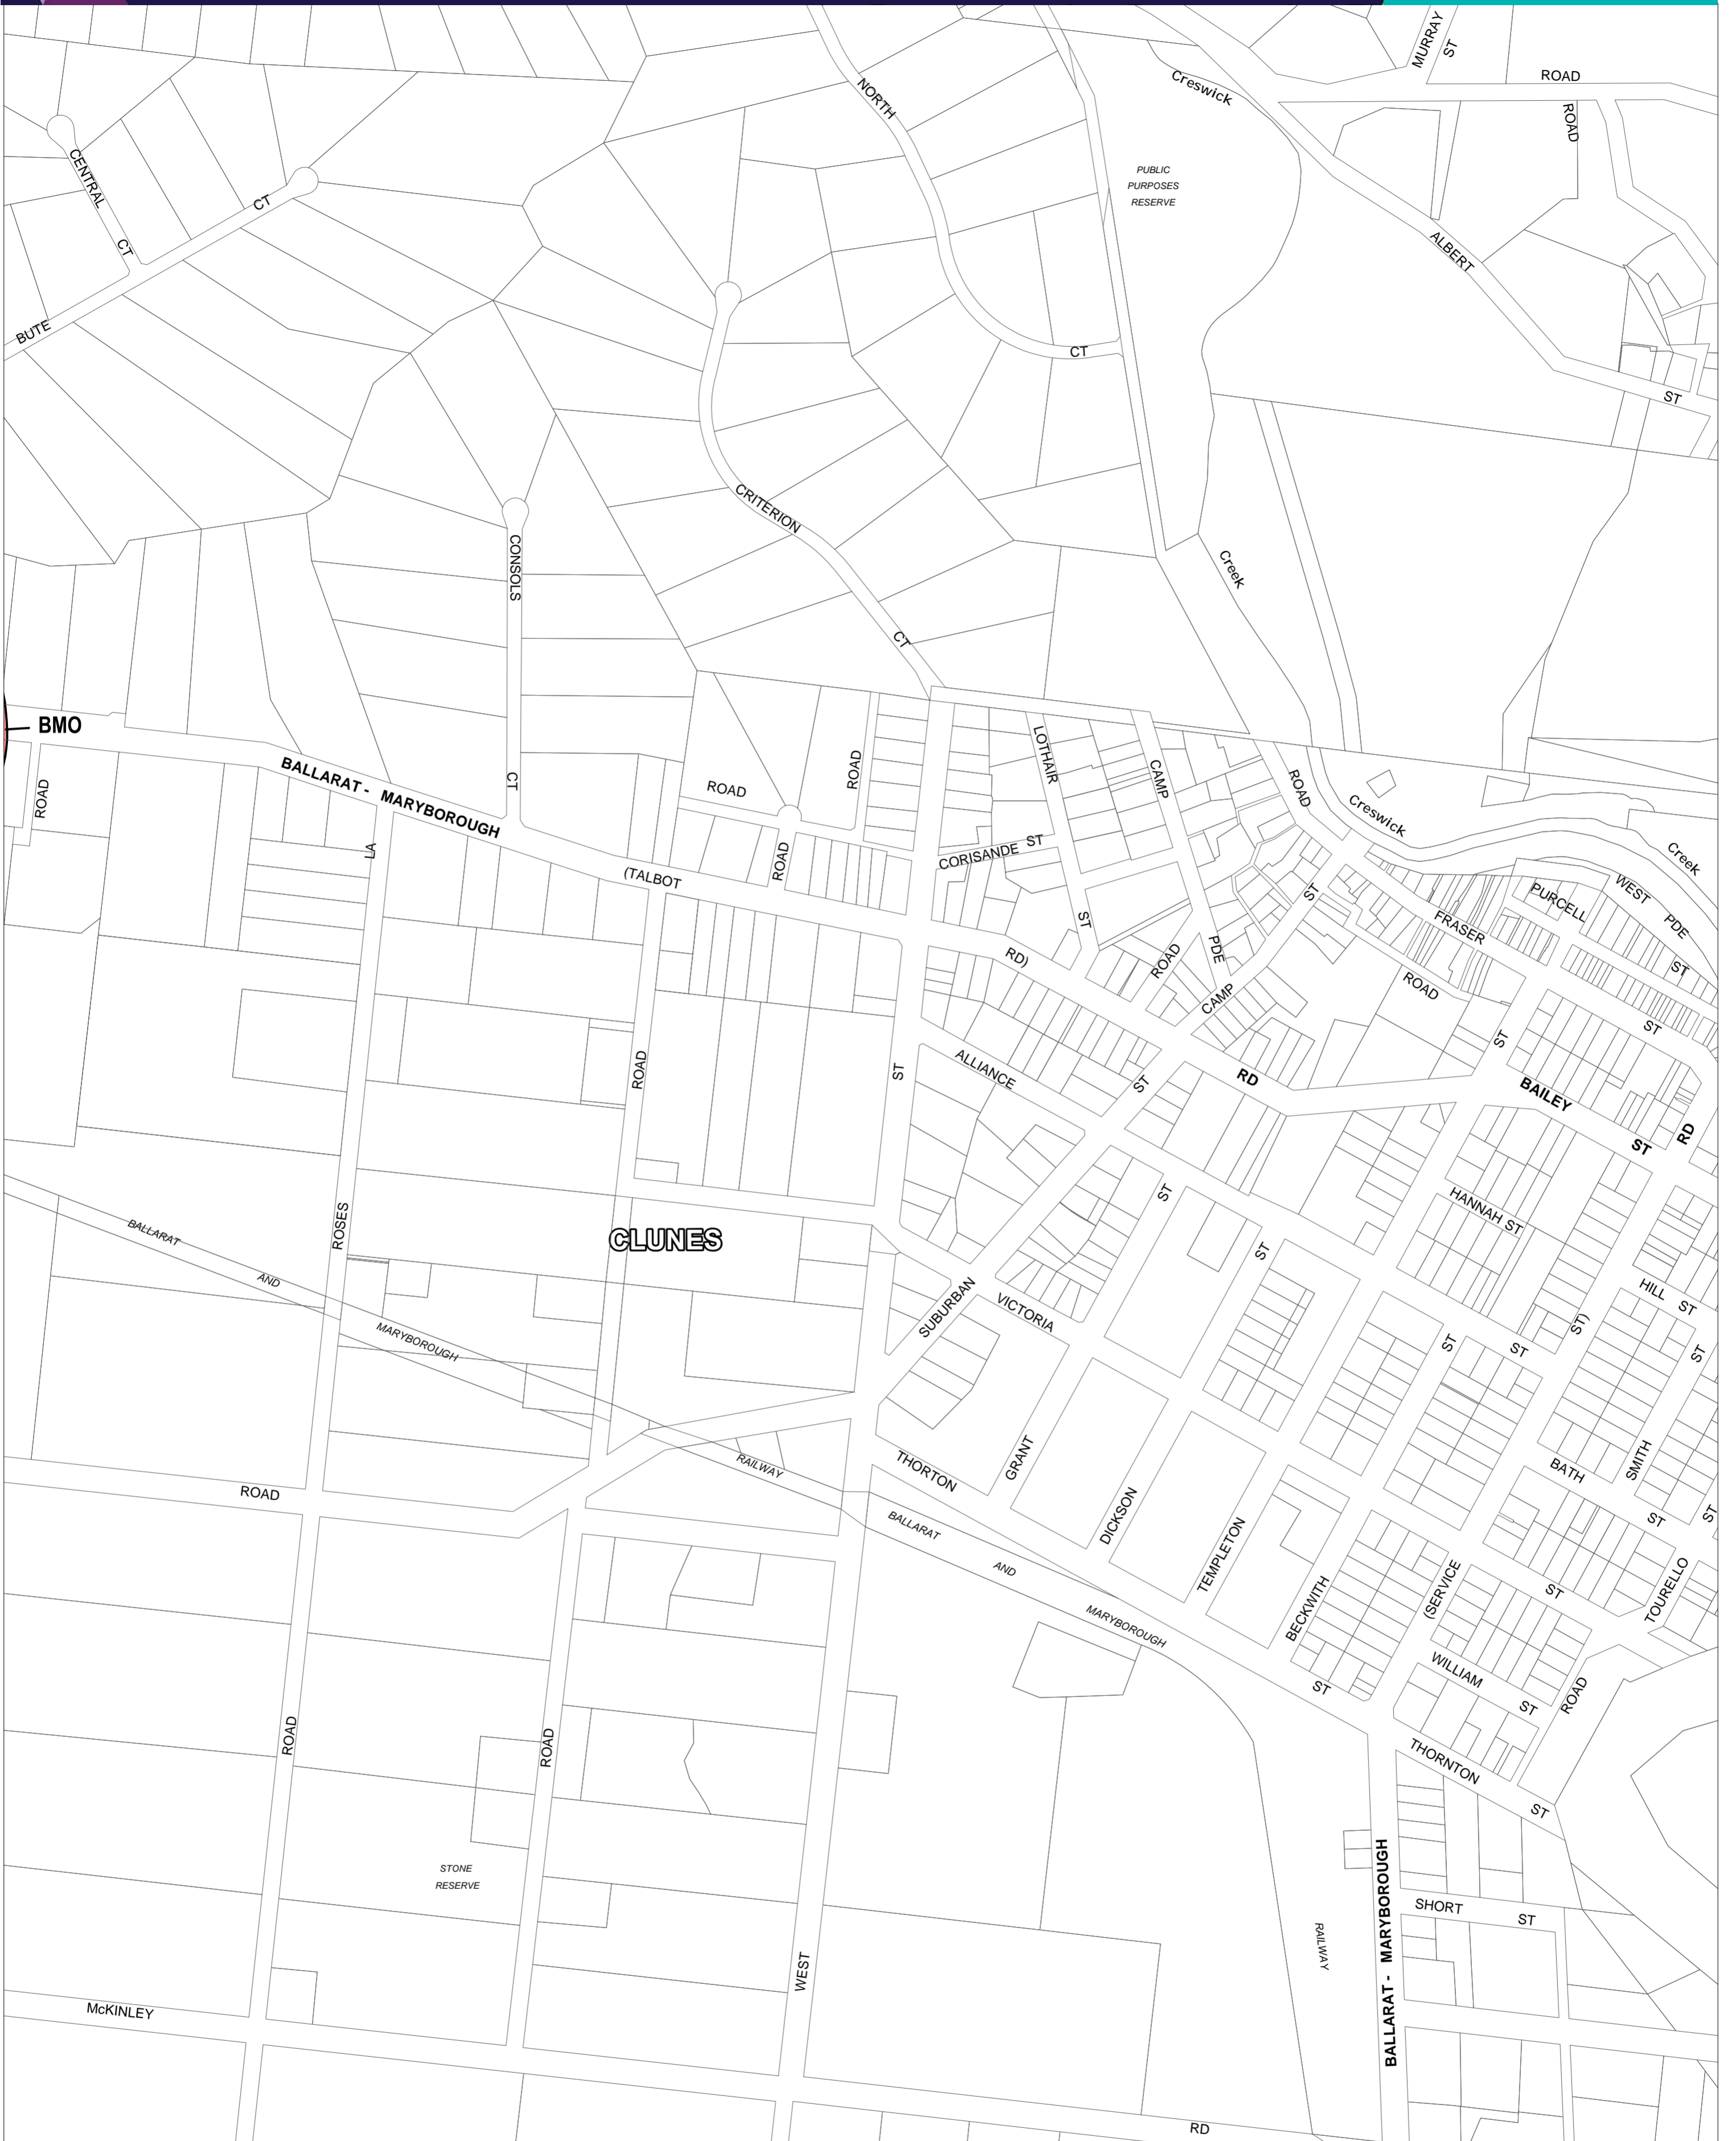 MURRAY
ST
ROAD
ROAD
NORTH
Creswick
PUBLIC
PURPOSES
RESERVE
CENTRAL
CT
CT
BUTE
ALBERT
CT
ST
CRITERION
CONSOLS
Creek
CT
BMO
ROAD
BALLARAT - MARYBOROUGH
CT
ROAD
ROAD
LOTHAIR
CAMP
ROAD
Creswick
Creek
LA
CORISANDE ST
(TALBOT
ROAD
ST
ST
PURCELL
WEST
PDE
FRASER
RD)
ROAD
PDE
ST
ROAD
CAMP
ST
ST
ROAD
ST
ALLIANCE
ST
RD
BAILEY
ST
RD
ST
HANNAH ST
ROSES
CLUNES
BALLARAT
AND
MARYBOROUGH
ST
SUBURBAN
VICTORIA
HILL ST
ST)
ST
ST
ST
THORTON
GRANT
RAILWAY
SMITH
BATH
ROAD
DICKSON
BALLARAT
AND
MARYBOROUGH
TEMPLETON
ST
ST
BECKWITH
(SERVICE
ST
TOURELLO
WILLIAM
ST
ST
ROAD
ROAD
ROAD
THORNTON
ST
STONE
RESERVE
SHORT
ST
RAILWAY
BALLARAT - MARYBOROUGH
WEST
McKINLEY
RD